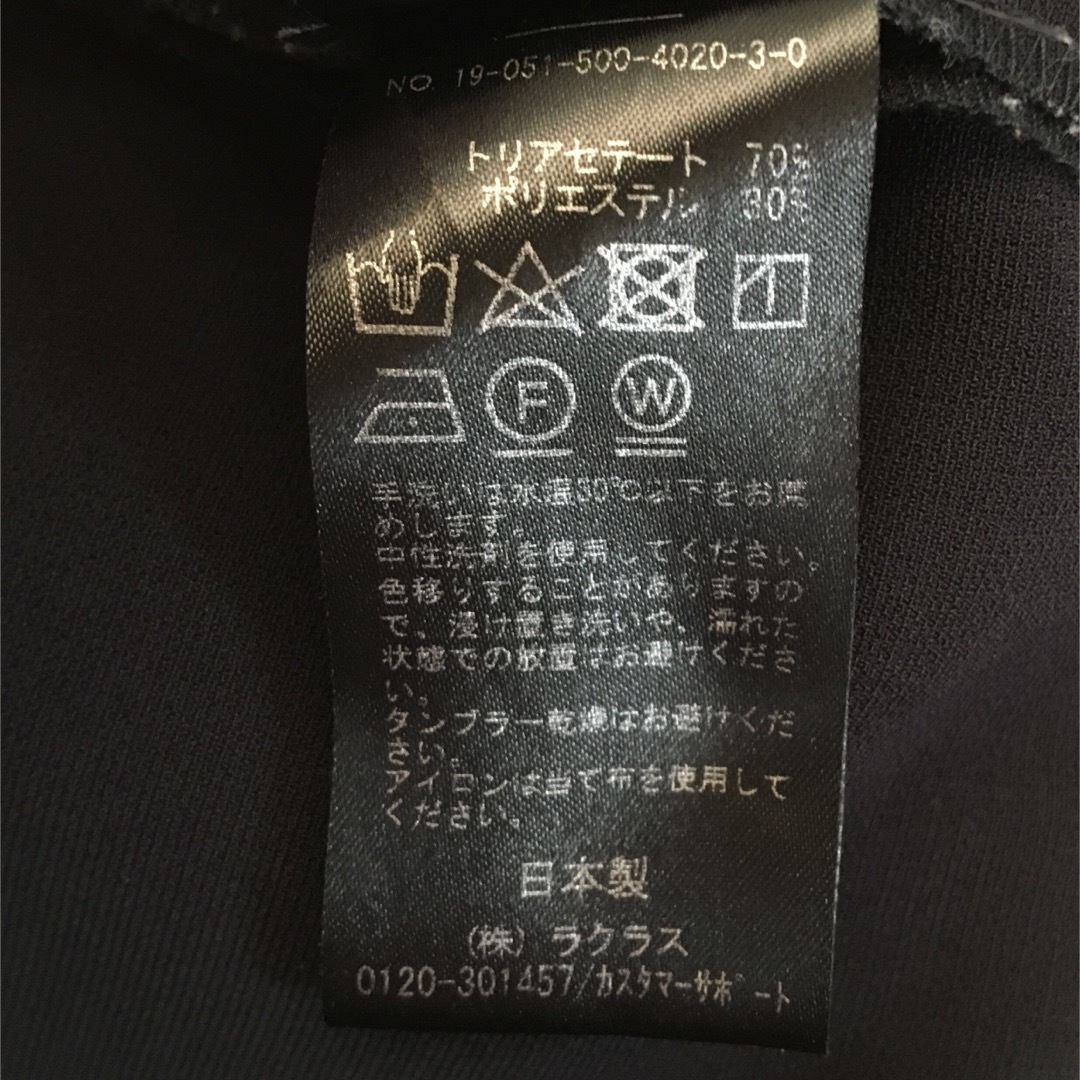 NO 19-051-500-4020-3-0
トリアセテート 70%
ポリエステル 30%
F W
手洗いは水温30℃以下をお薦
めします。
中性洗剤を使用してください。
色移りすることがありますの
で、浸け置き洗いや、濡れた
状態での放置はお避けくださ
い。
タンブラー乾燥はお避けくだ
さい。
アイロンは当て布を使用して
ください。
日本製
(株) ラクラス
0120-301457/カスタマーサポート